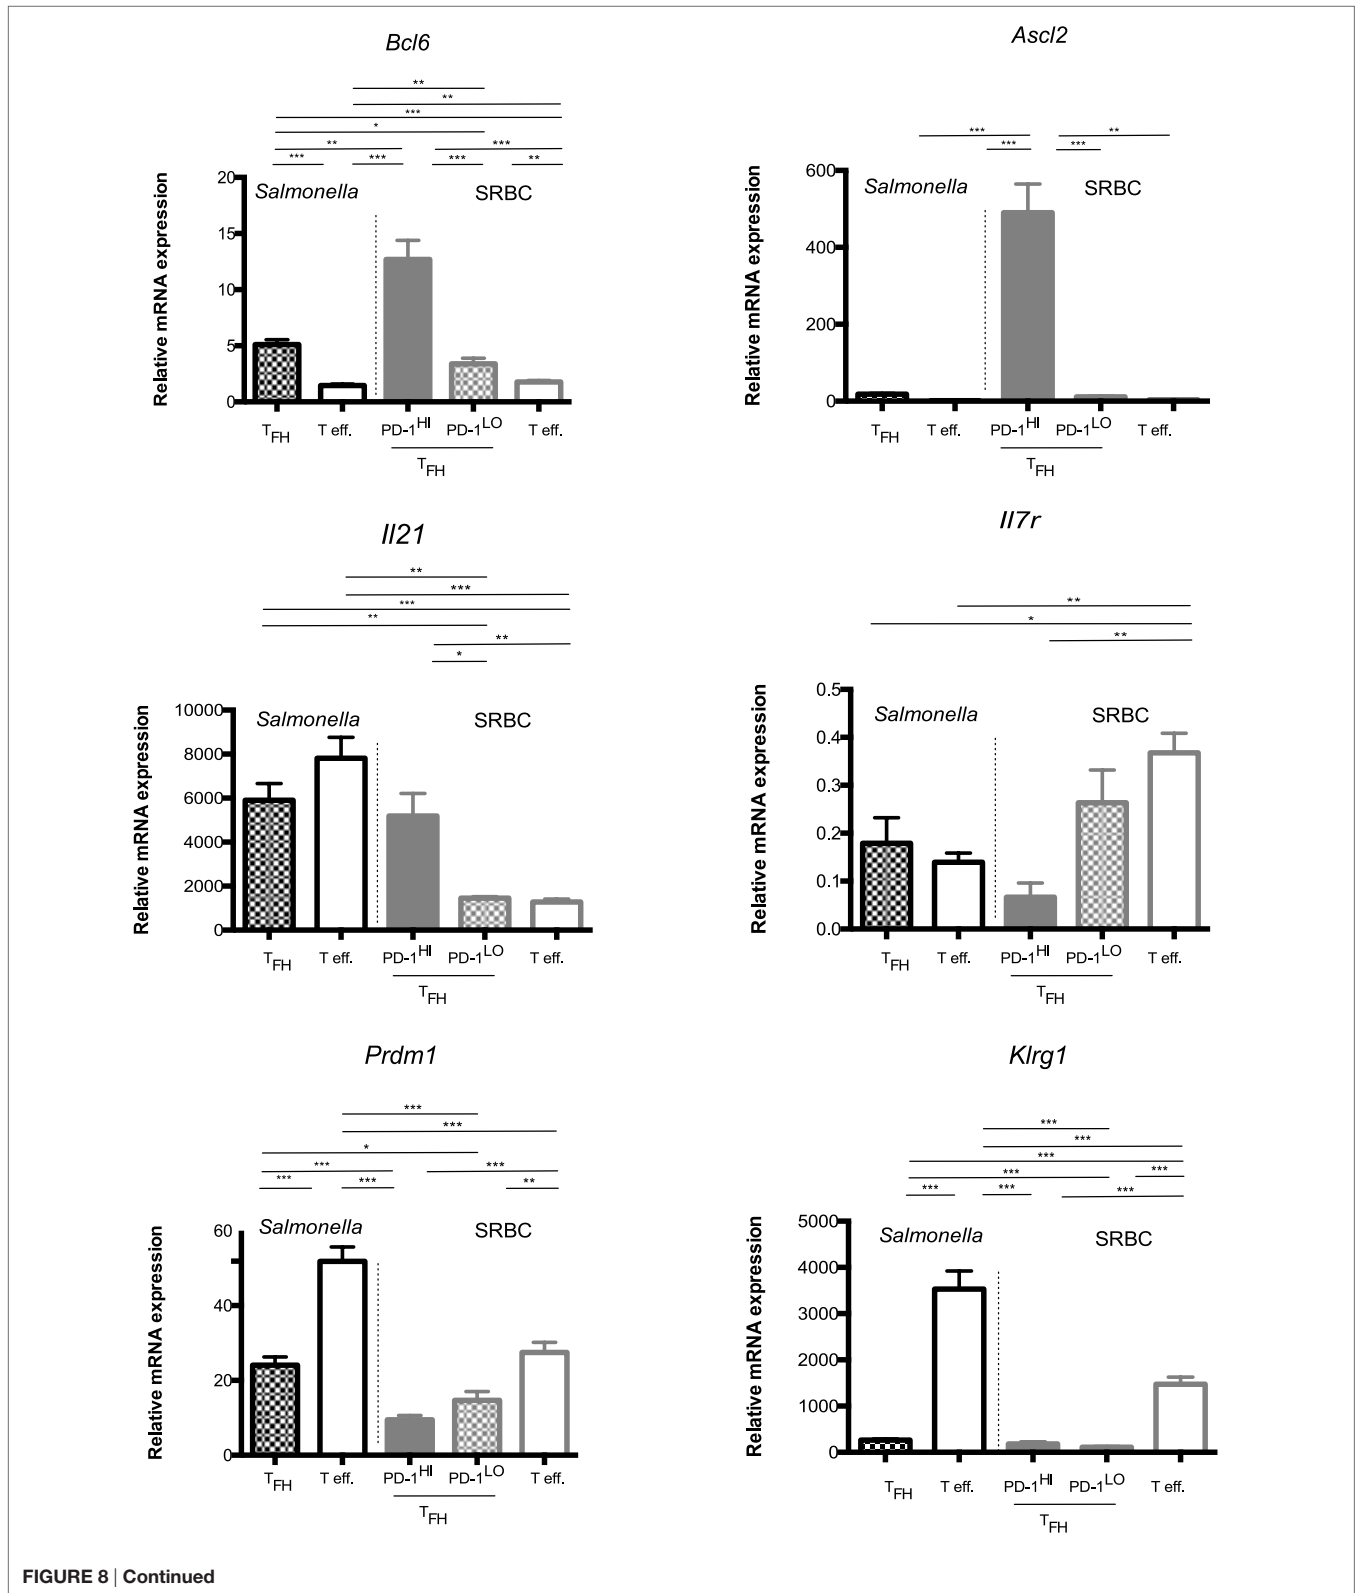 Bcl6
**
**
***
*
** ***
*** *** *** **
Relative mRNA expression
Salmonella SRBC
20
15
10
5
0
TFH T eff. PD-1HI PD-1LO T eff.
TFH
Ascl2
*** **
*** ***
Relative mRNA expression
Salmonella SRBC
600
400
200
0
TFH T eff. PD-1HI PD-1LO T eff.
TFH
Il21
**
***
***
**
**
*
Relative mRNA expression
Salmonella SRBC
10000
8000
6000
4000
2000
0
TFH T eff. PD-1HI PD-1LO T eff.
TFH
Il7r
**
*
**
Relative mRNA expression
Salmonella SRBC
0.5
0.4
0.3
0.2
0.1
0.0
TFH T eff. PD-1HI PD-1LO T eff.
TFH
Prdm1
***
***
*
*** ***
*** *** **
Relative mRNA expression
Salmonella SRBC
60
40
20
0
TFH T eff. PD-1HI PD-1LO T eff.
TFH
Klrg1
***
***
***
*** ***
*** *** ***
Relative mRNA expression
Salmonella SRBC
5000
4000
3000
2000
1000
0
TFH T eff. PD-1HI PD-1LO T eff.
TFH
FIGURE 8 | Continued